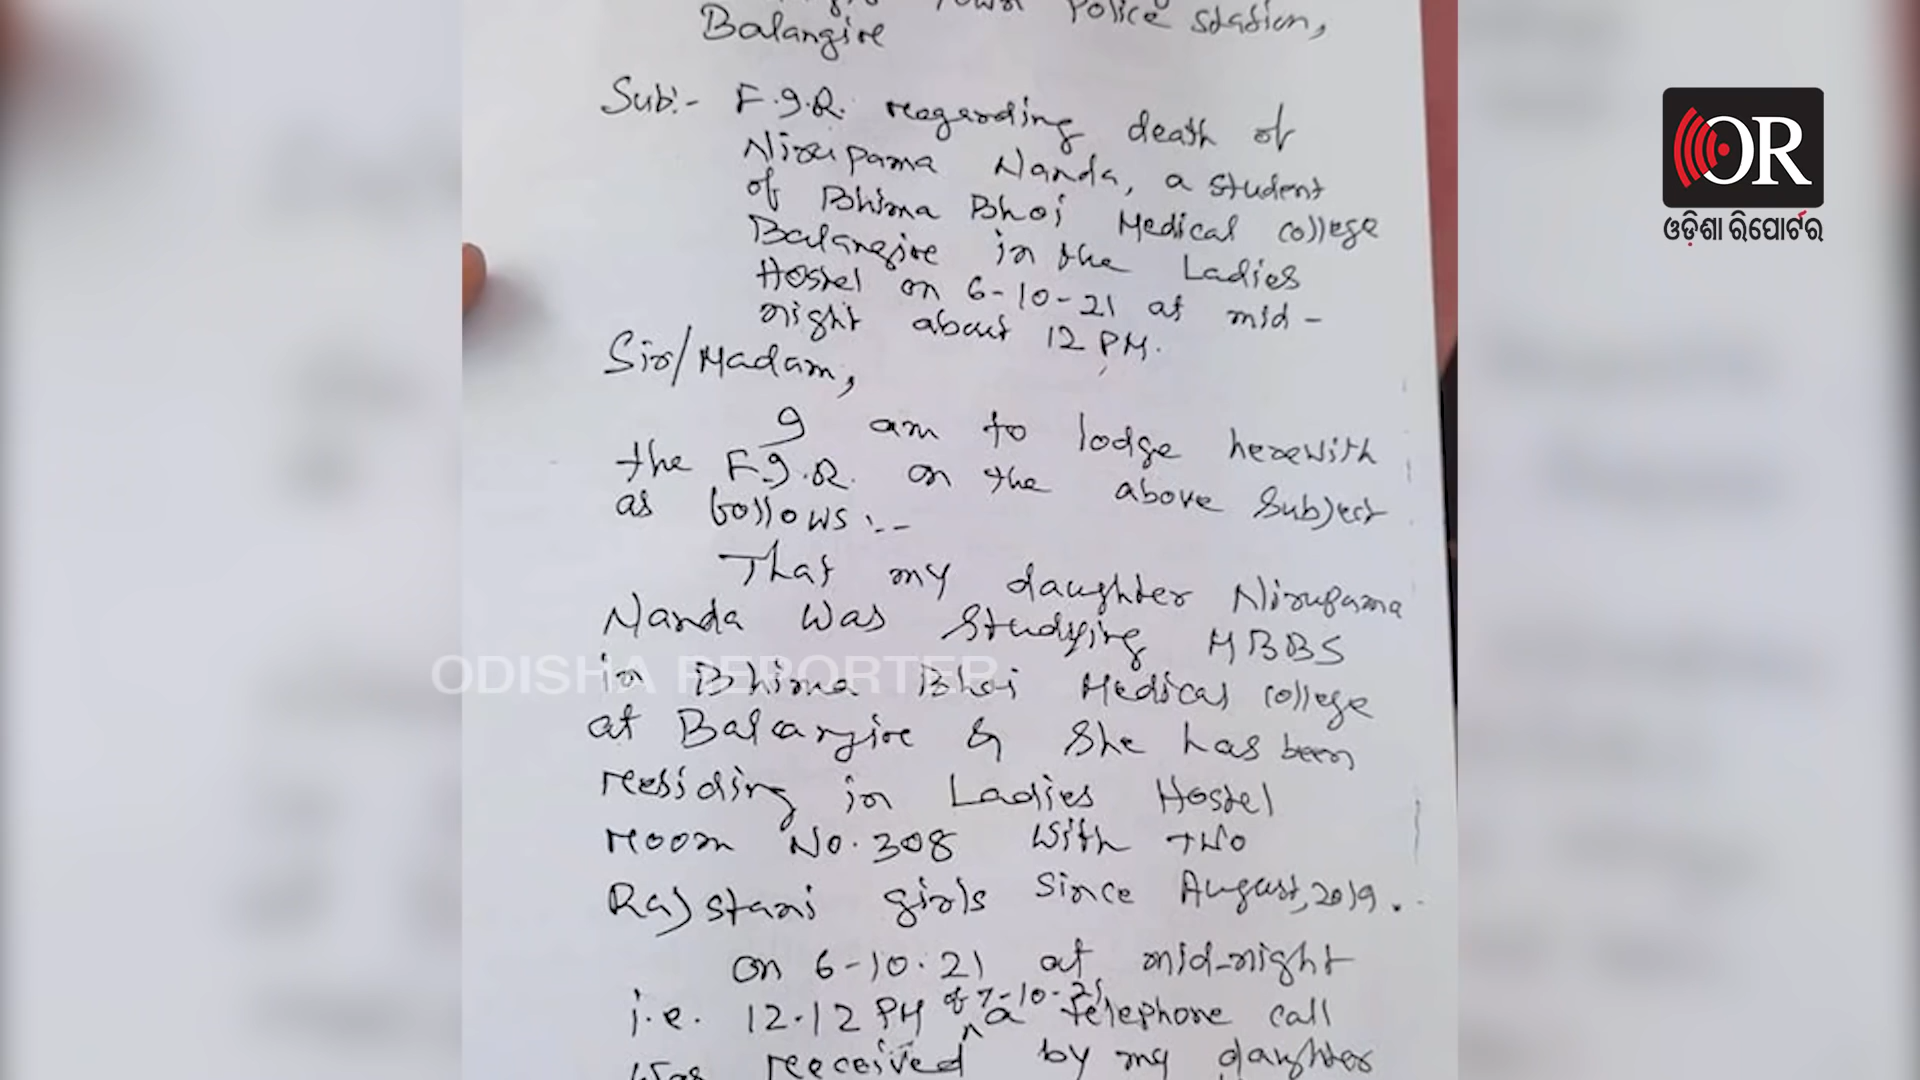 Town Police Station,
Balangir
Sub:- F.I.R. regarding death of
Nirupama Nanda, a student
of Bhima Bhoi Medical college
Balangir in the Ladies
Hostel on 6-10-21 at mid-
night about 12 PM.
Sir/Madam,
I am to lodge herewith
the F.I.R. on the above subject
as follows:--
That my daughter Nirupama
Nanda was studying MBBS
in Bhima Bhoi Medical college
at Balangir & she has been
residing in Ladies Hostel
room No. 308 with two
Rajstani girls since August, 2019.
on 6-10-21 at mid-night
i.e. 12.12 PM of 7-10-21 a telephone call
was received by my daughter
OR
ଓଡ଼ିଶା ରିପୋର୍ଟର
ODISHA REPORTER